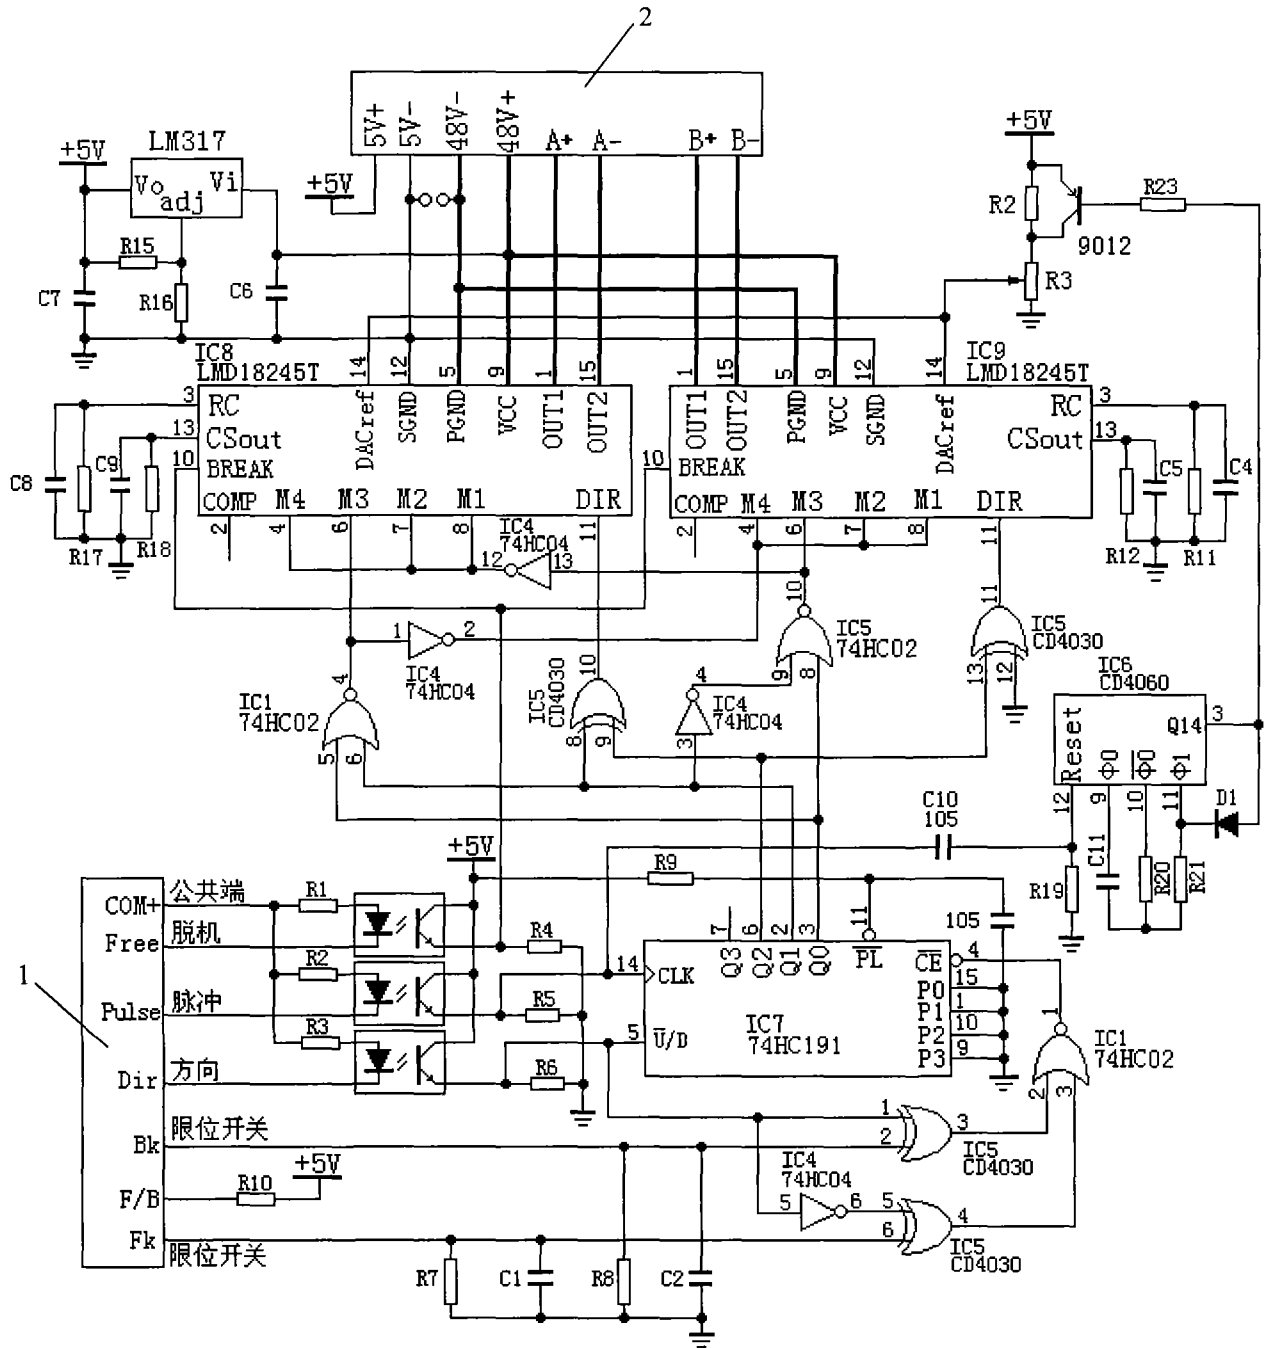 2
5V+
5V-
48V-
48V+
A+
A-
B+
B-
+5V
LM317
Vo
adj
Vi
+5V
+5V
R2
R23
9012
R3
R15
R16
C7
C6
IC8
LMD18245T
14
12
5
9
1
15
1
15
5
9
12
14
IC9
LMD18245T
3
13
10
RC
CSout
BREAK
COMP
DACref
SGND
PGND
VCC
OUT1
OUT2
M4
M3
M2
M1
DIR
10
OUT1
OUT2
PGND
VCC
SGND
DACref
RC
CSout
BREAK
COMP
M4
M3
M2
M1
DIR
3
13
C8
C9
R17
R18
C5
C4
R12
R11
2
4
6
7
8
11
2
4
6
7
8
11
IC4
74HC04
12
13
1
2
IC4
74HC04
4
IC1
74HC02
5
6
IC5
CD4030
10
8
9
4
3
IC4
74HC04
10
9
8
IC5
74HC02
11
13
12
IC5
CD4030
IC6
CD4060
Reset
Φ0
Φ0
Φ1
Q14
3
12
9
10
11
D1
C10
105
C11
R20
R21
R19
+5V
R9
105
1
COM+
公共端
Free
脱机
Pulse
脉冲
Dir
方向
Bk
限位开关
F/B
R10
+5V
Fk
限位开关
R1
R2
R3
R4
R5
R6
7
6
2
3
11
Q3
Q2
Q1
Q0
PL
CE
4
14
CLK
5
U/D
IC7
74HC191
P0
15
P1
1
P2
10
P3
9
1
IC1
74HC02
2
3
1
2
3
IC5
CD4030
IC4
74HC04
5
6
5
6
4
IC5
CD4030
R7
C1
R8
C2